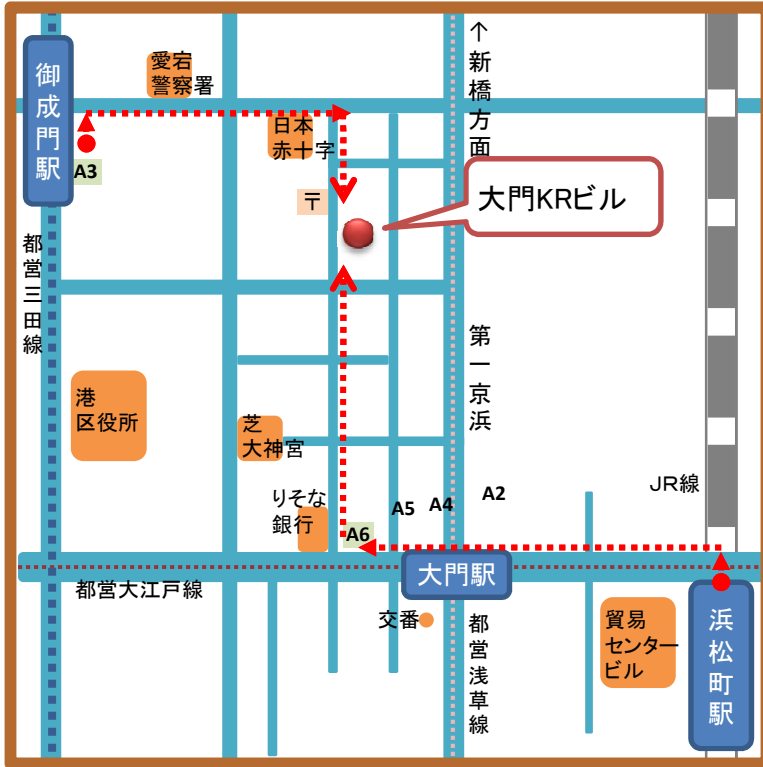 御成門駅
愛宕
警察署
↑新橋方面
日本
赤十字
A3
〒
大門KRビル
都営三田線
第一京浜
港
区役所
芝
大神宮
JR線
りそな
銀行
A6
A5
A4
A2
大門駅
都営大江戸線
交番
都営浅草線
貿易
センター
ビル
浜松町駅